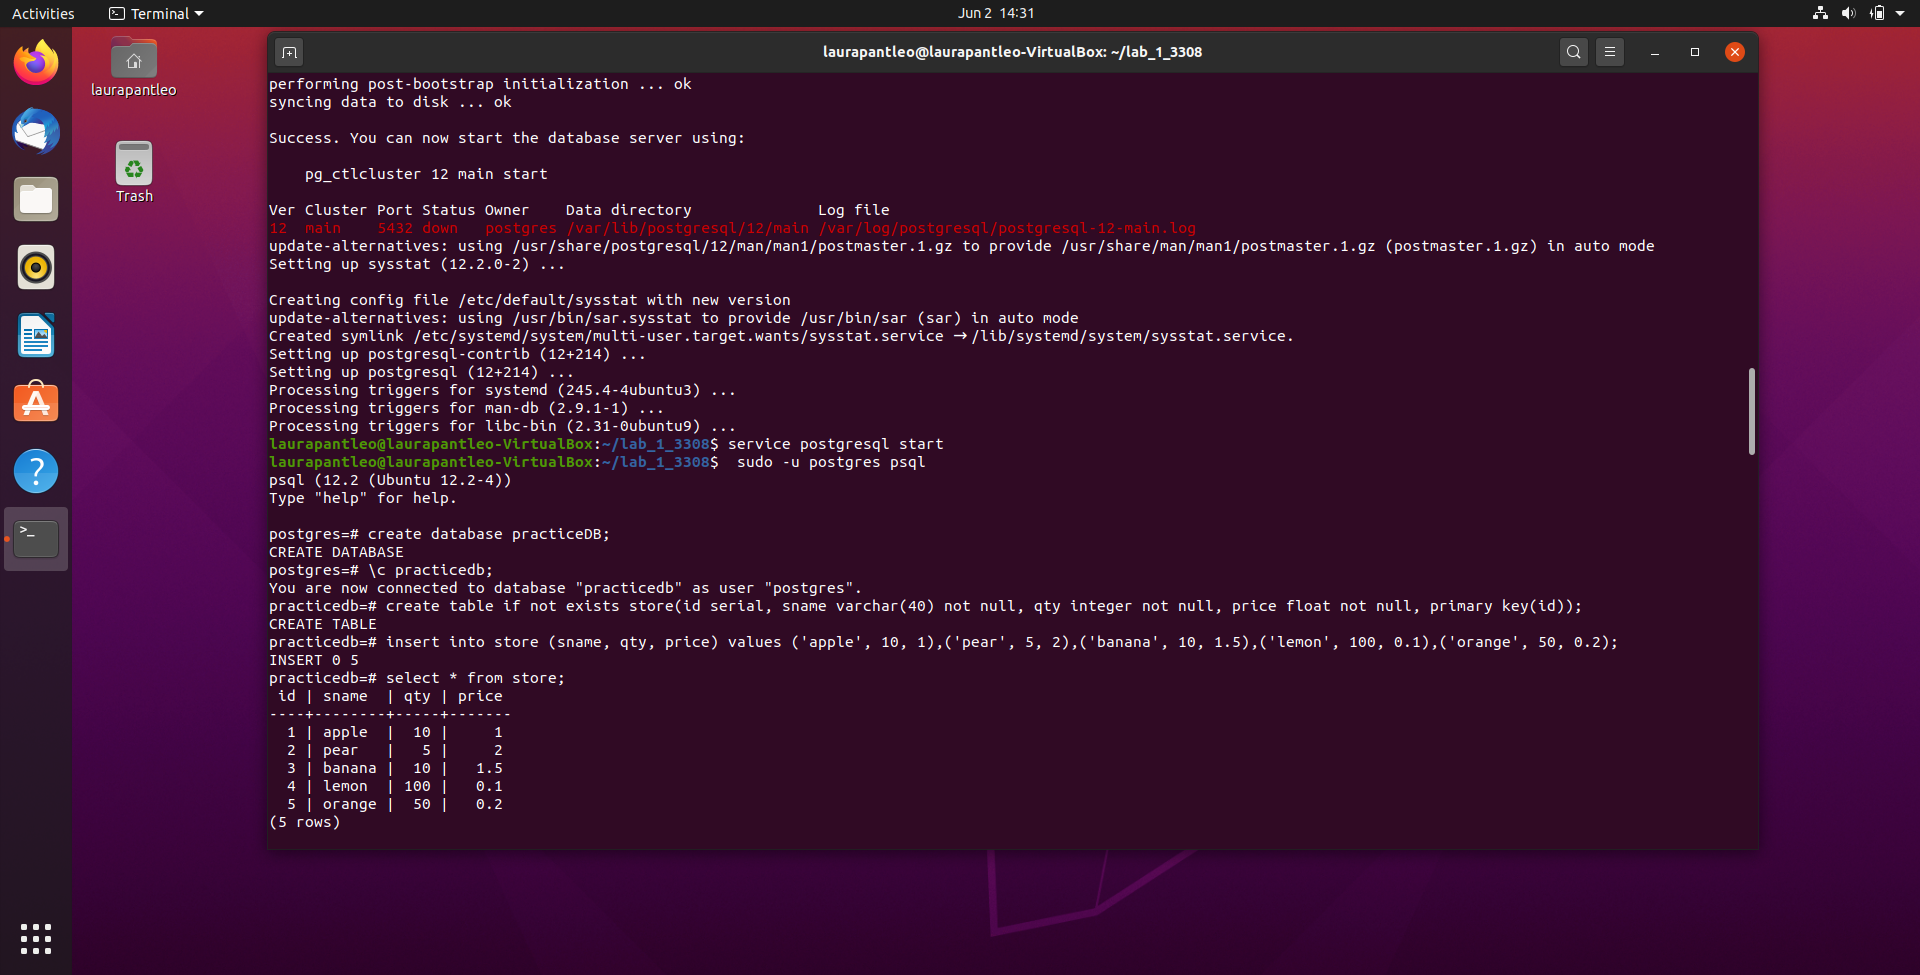 Activities
Terminal
Jun 2 14:31
laurapantleo
Trash
laurapantleo@laurapantleo-VirtualBox: ~/lab_1_3308
performing post-bootstrap initialization ... ok
syncing data to disk ... ok
Success. You can now start the database server using:
pg_ctlcluster 12 main start
Ver Cluster Port Status Owner    Data directory              Log file
12  main    5432 down   postgres /var/lib/postgresql/12/main /var/log/postgresql/postgresql-12-main.log
update-alternatives: using /usr/share/postgresql/12/man/man1/postmaster.1.gz to provide /usr/share/man/man1/postmaster.1.gz (postmaster.1.gz) in auto mode
Setting up sysstat (12.2.0-2) ...
Creating config file /etc/default/sysstat with new version
update-alternatives: using /usr/bin/sar.sysstat to provide /usr/bin/sar (sar) in auto mode
Created symlink /etc/systemd/system/multi-user.target.wants/sysstat.service → /lib/systemd/system/sysstat.service.
Setting up postgresql-contrib (12+214) ...
Setting up postgresql (12+214) ...
Processing triggers for systemd (245.4-4ubuntu3) ...
Processing triggers for man-db (2.9.1-1) ...
Processing triggers for libc-bin (2.31-0ubuntu9) ...
laurapantleo@laurapantleo-VirtualBox:~/lab_1_3308$ service postgresql start
laurapantleo@laurapantleo-VirtualBox:~/lab_1_3308$  sudo -u postgres psql
psql (12.2 (Ubuntu 12.2-4))
Type "help" for help.
postgres=# create database practiceDB;
CREATE DATABASE
postgres=# \c practicedb;
You are now connected to database "practicedb" as user "postgres".
practicedb=# create table if not exists store(id serial, sname varchar(40) not null, qty integer not null, price float not null, primary key(id));
CREATE TABLE
practicedb=# insert into store (sname, qty, price) values ('apple', 10, 1),('pear', 5, 2),('banana', 10, 1.5),('lemon', 100, 0.1),('orange', 50, 0.2);
INSERT 0 5
practicedb=# select * from store;
 id | sname  | qty | price
----+--------+-----+-------
  1 | apple  |  10 |     1
  2 | pear   |   5 |     2
  3 | banana |  10 |   1.5
  4 | lemon  | 100 |   0.1
  5 | orange |  50 |   0.2
(5 rows)